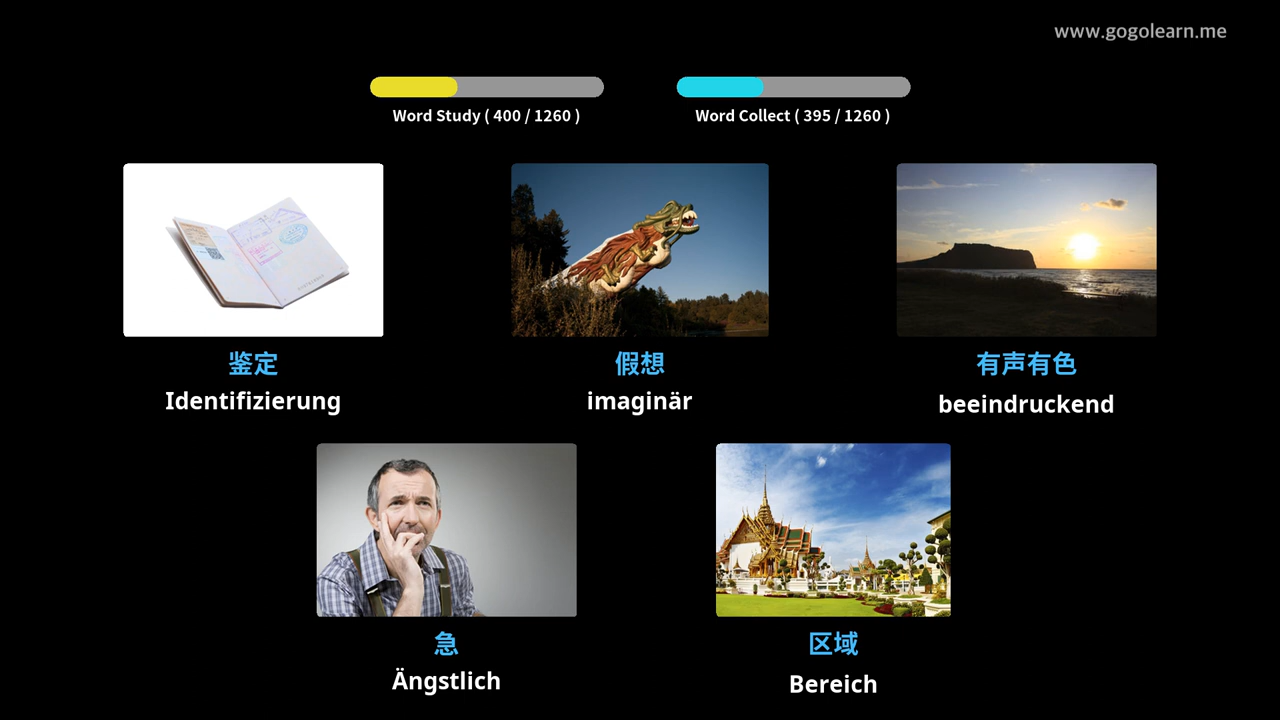 www.gogolearn.me
Word Study ( 400 / 1260 )
Word Collect ( 395 / 1260 )
鉴定
Identifizierung
假想
imaginär
有声有色
beeindruckend
急
Ängstlich
区域
Bereich